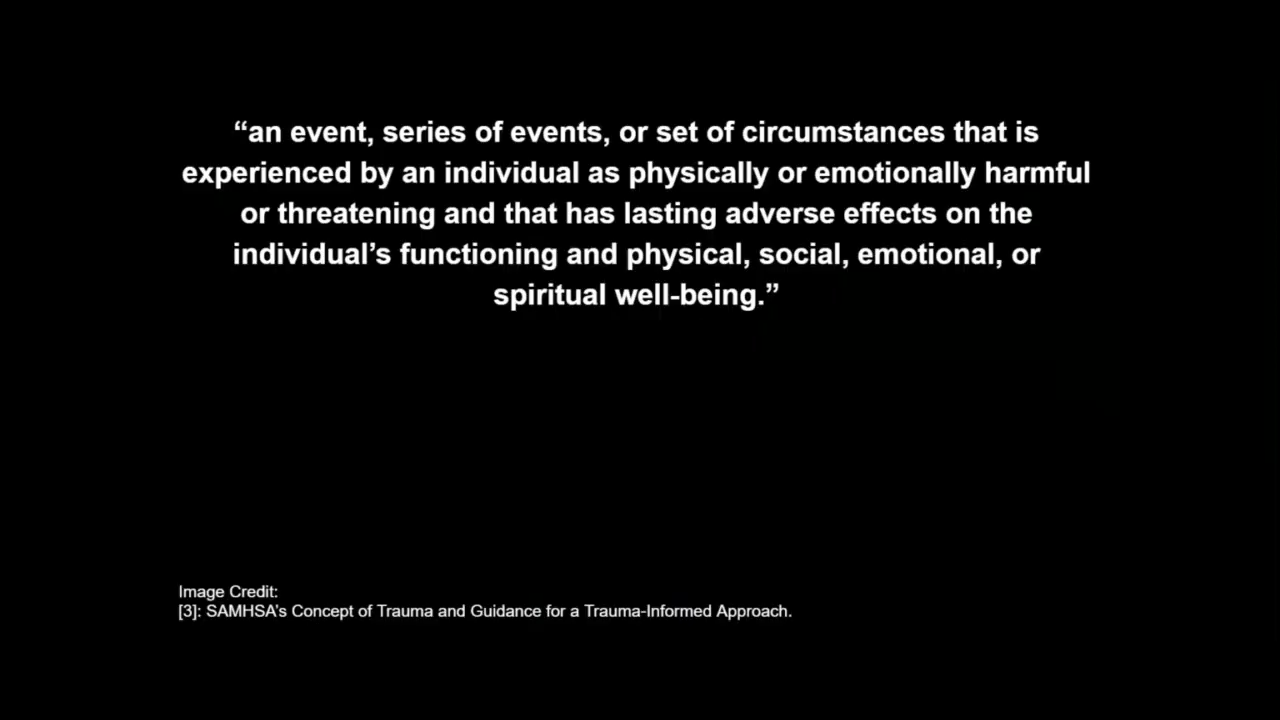 “an event, series of events, or set of circumstances that is
experienced by an individual as physically or emotionally harmful
or threatening and that has lasting adverse effects on the
individual’s functioning and physical, social, emotional, or
spiritual well-being.”
Image Credit:
[3]: SAMHSA’s Concept of Trauma and Guidance for a Trauma-Informed Approach.